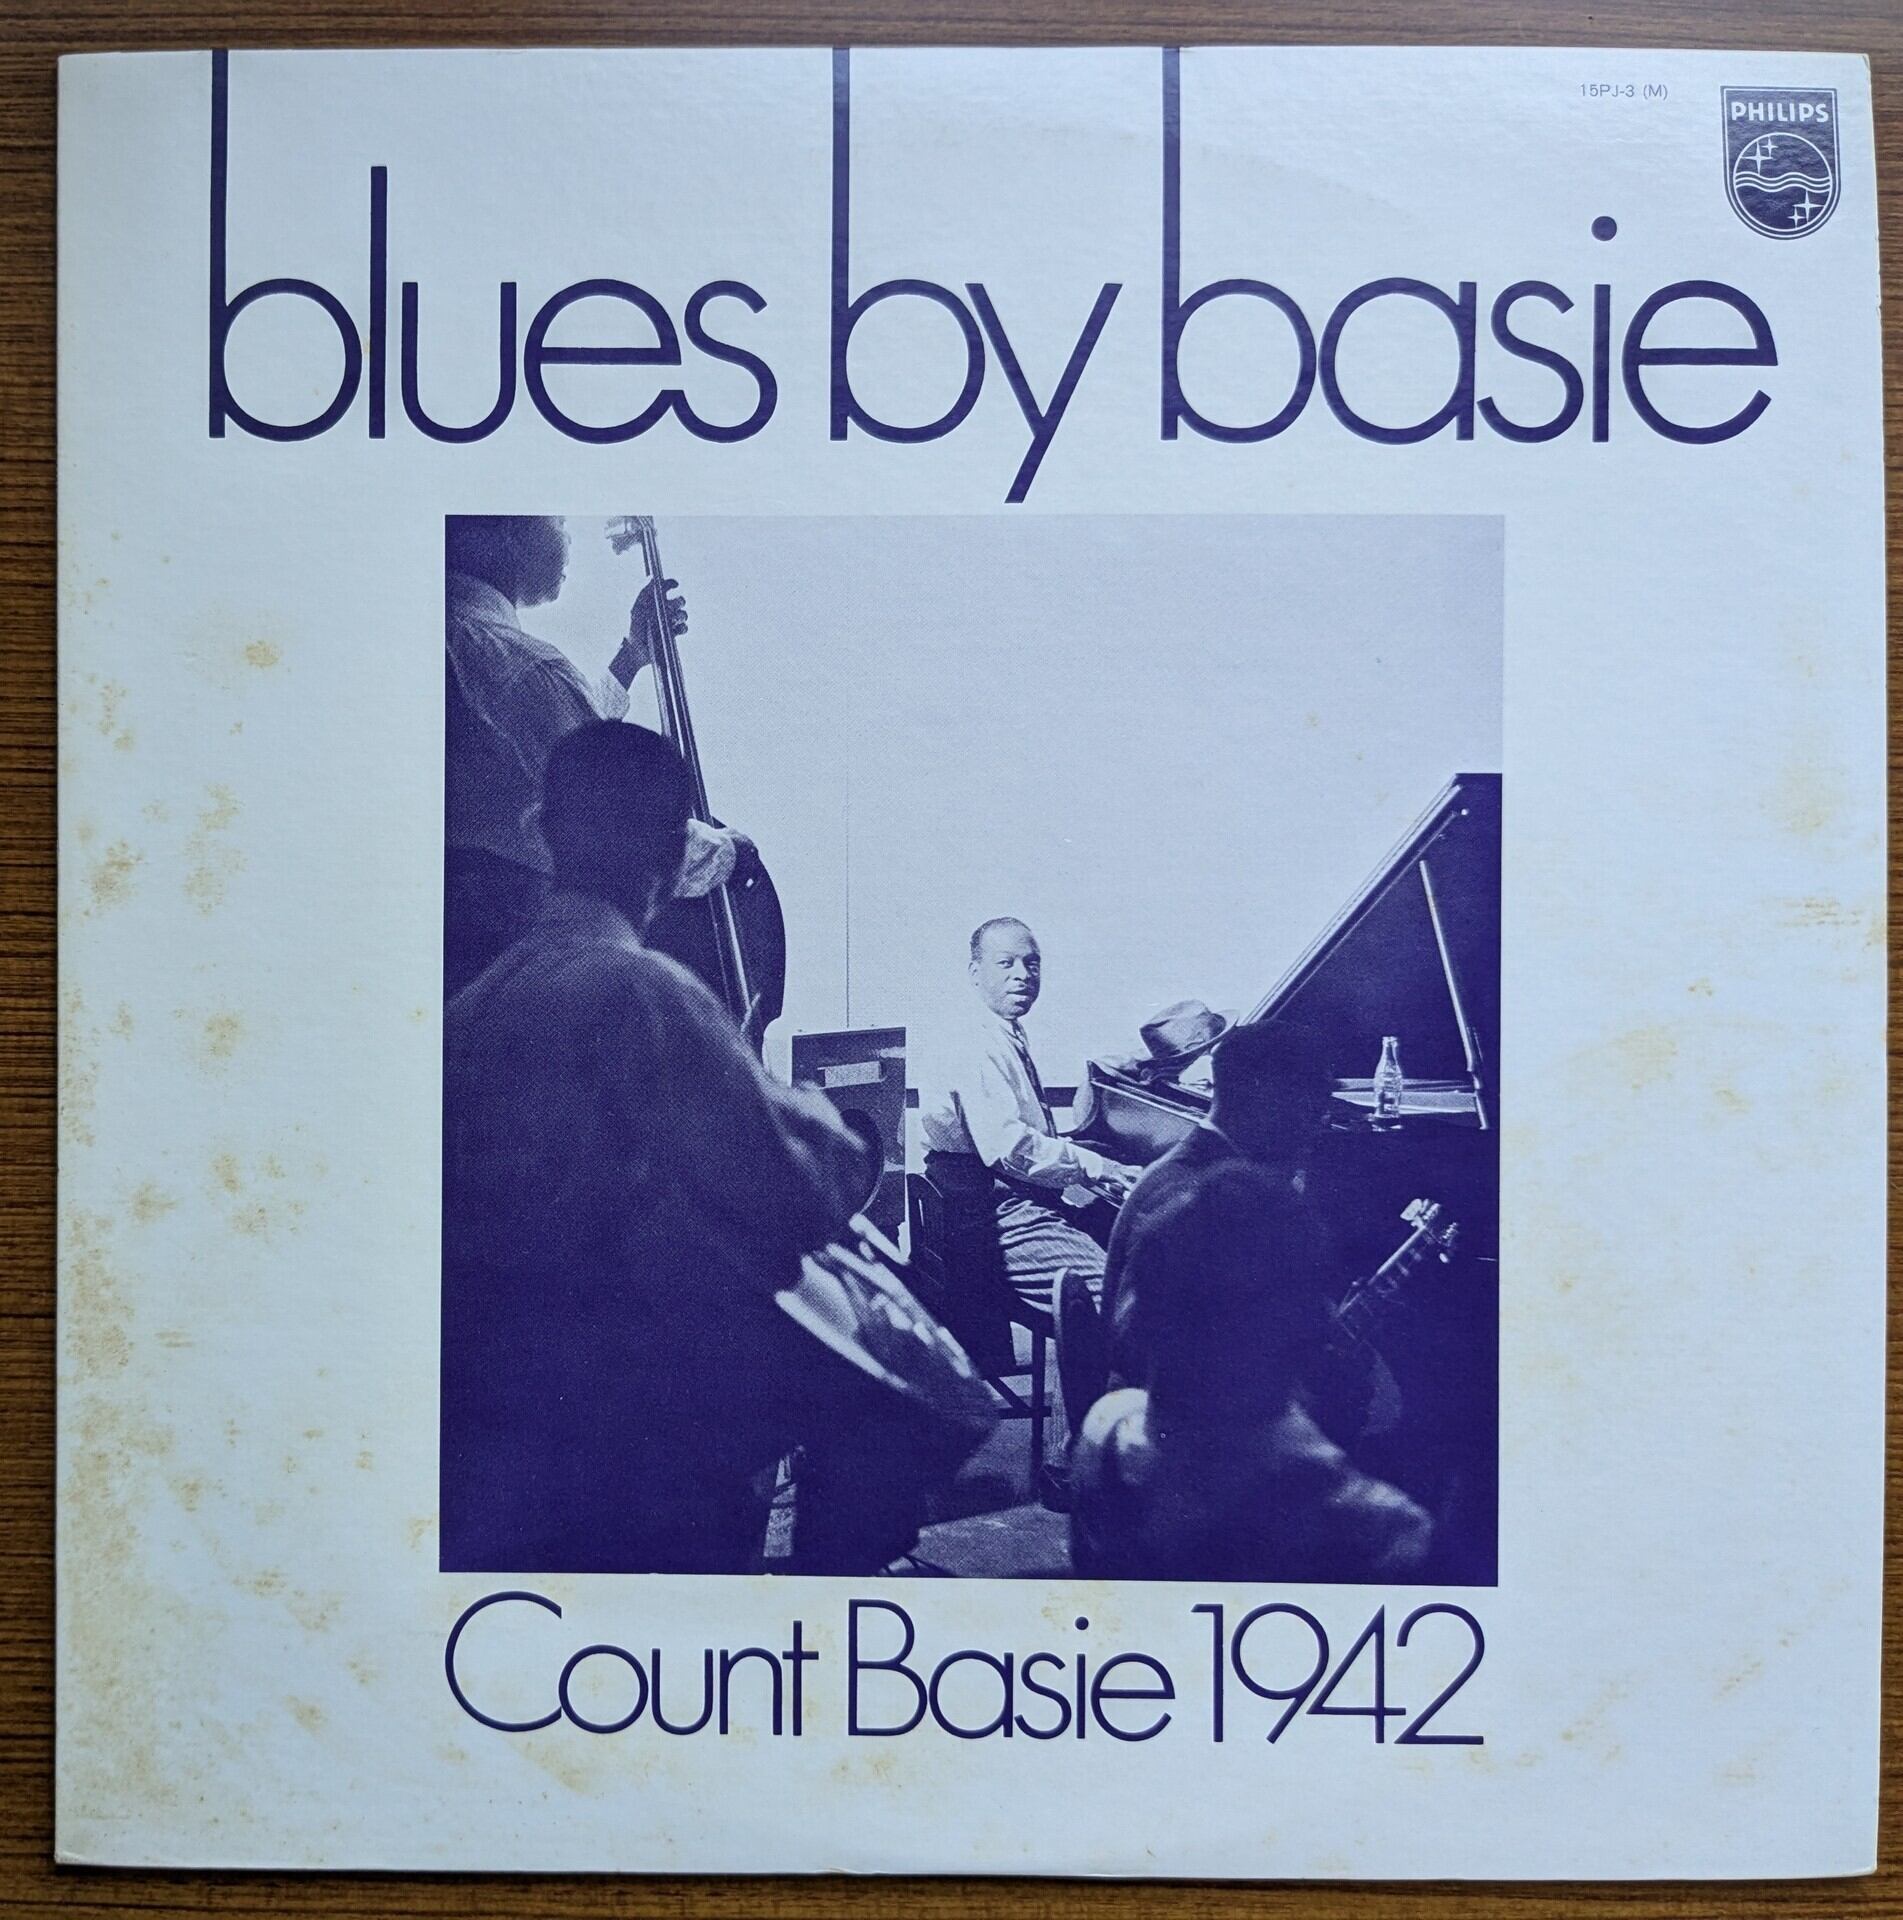 15PJ-3 (M)
PHILIPS
blues by basie
Count Basie 1942